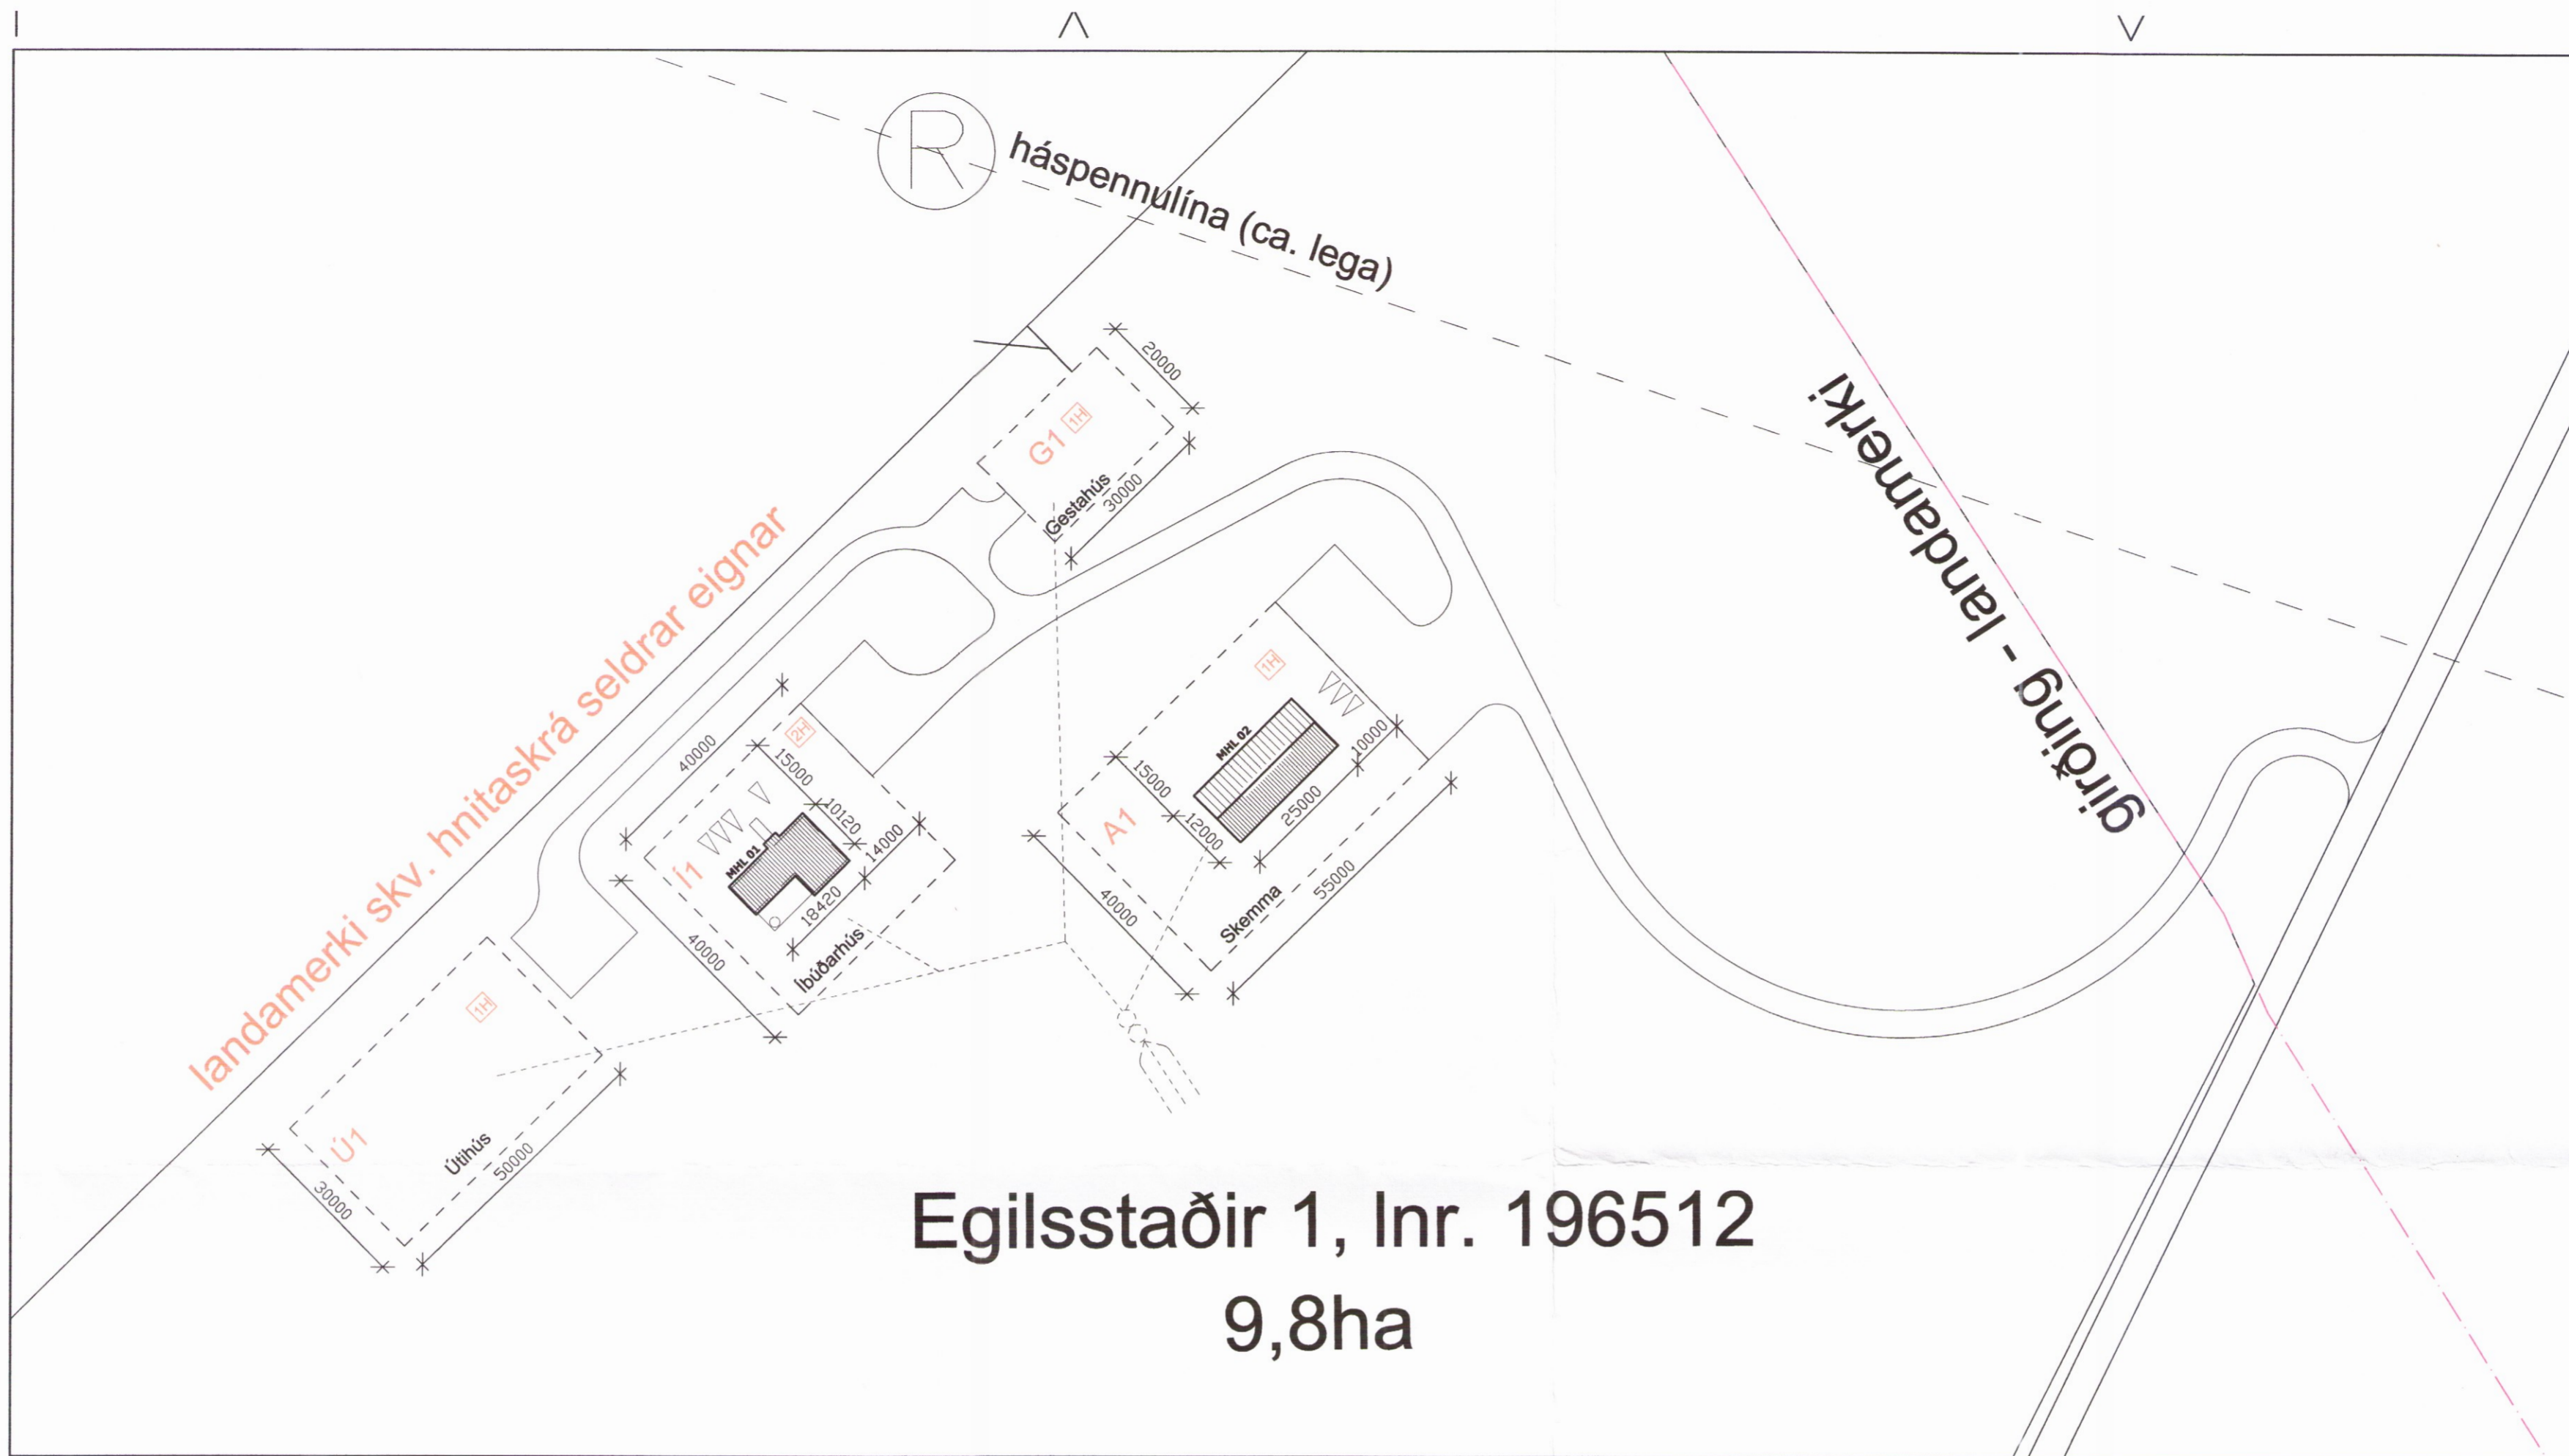 R
háspennulína (ca. lega)
girðing - landamerki
landamerki skv. hnitaskrá seldrar eignar
20000
G1 1H
Gestahús
30000
40000
2H
15000
10120
14000
MHL 01
Í1
18420
40000
Íbúðarhús
1H
MHL 02
10000
15000
A1
12000
25000
40000
Skemma
55000
1H
Ú1
Útihús
50000
30000
Egilsstaðir 1, lnr. 196512
9,8ha